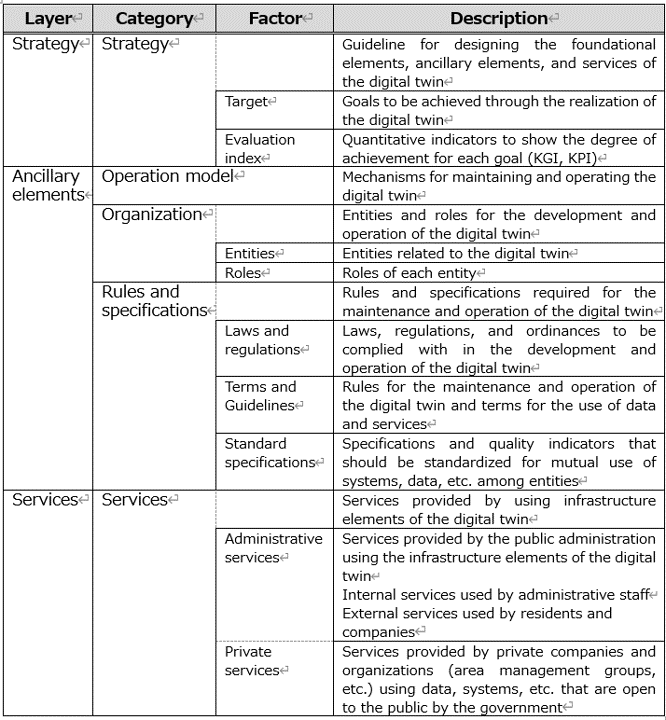 Layer Category Factor Description
Strategy Strategy Guideline for designing the foundational
elements, ancillary elements, and services of
the digital twin
Target Goals to be achieved through the realization of
the digital twin
Evaluation Quantitative indicators to show the degree of
index achievement for each goal (KGI, KPI)
Ancillary Operation model Mechanisms for maintaining and operating the
elements digital twin
Organization Entities and roles for the development and
operation of the digital twin
Entities Entities related to the digital twin
Roles Roles of each entity
Rules and Rules and specifications required for the
specifications maintenance and operation of the digital twin
Laws and Laws, regulations, and ordinances to be
regulations complied with in the development and
operation of the digital twin
Terms and Rules for the maintenance and operation of
Guidelines the digital twin and terms for the use of data
and services
Standard Specifications and quality indicators that
specifications should be standardized for mutual use of
systems, data, etc. among entities
Services Services Services provided by using infrastructure
elements of the digital twin
Administrative Services provided by the public administration
services using the infrastructure elements of the digital
twin
Internal services used by administrative staff
External services used by residents and
companies
Private Services provided by private companies and
services organizations (area management groups,
etc.) using data, systems, etc. that are open
to the public by the government